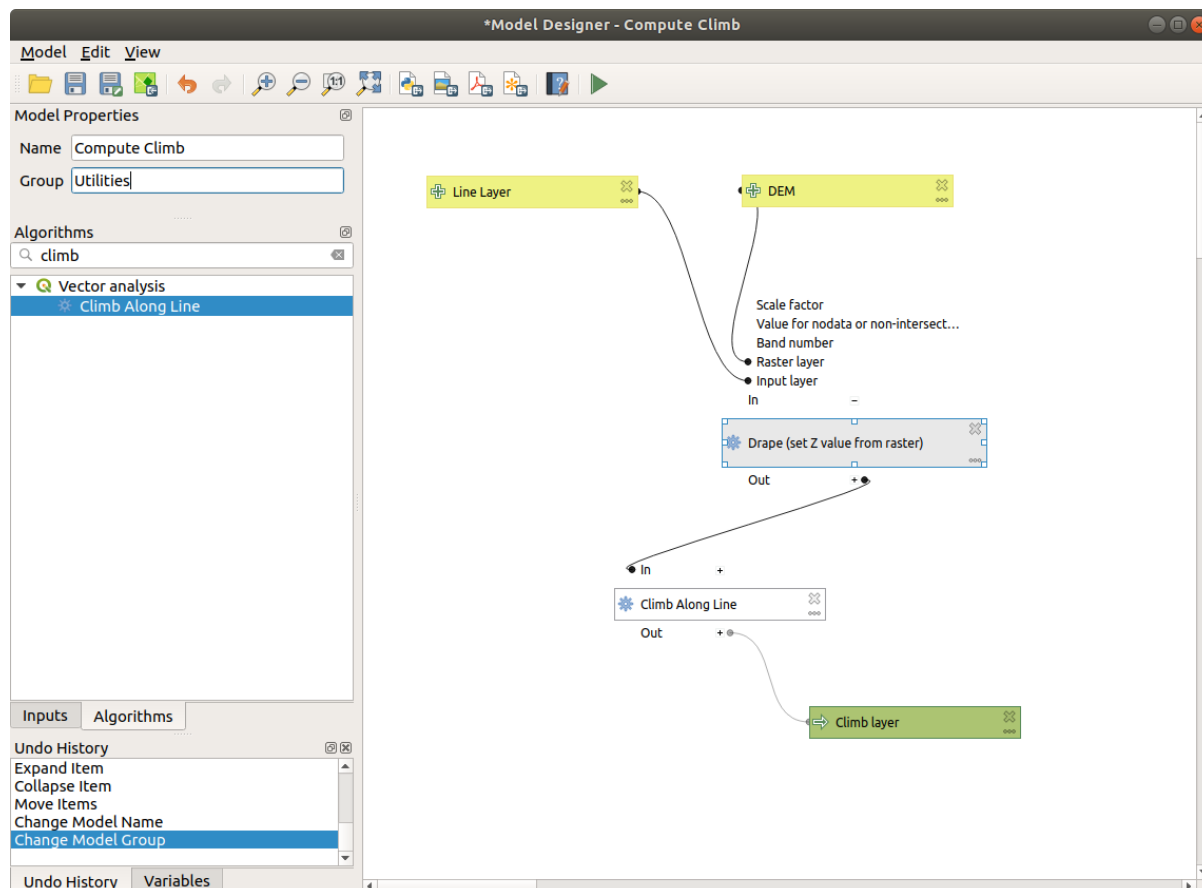 *Model Designer - Compute Climb
Model Edit View
1:1
Model Properties
Name Compute Climb
Group Utilities
Algorithms
climb
Vector analysis
Climb Along Line
Inputs Algorithms
Undo History
Expand Item
Collapse Item
Move Items
Change Model Name
Change Model Group
Undo History Variables
Line Layer
DEM
Scale factor
Value for nodata or non-intersect...
Band number
Raster layer
Input layer
In -
Drape (set Z value from raster)
Out +
In +
Climb Along Line
Out +
Climb layer